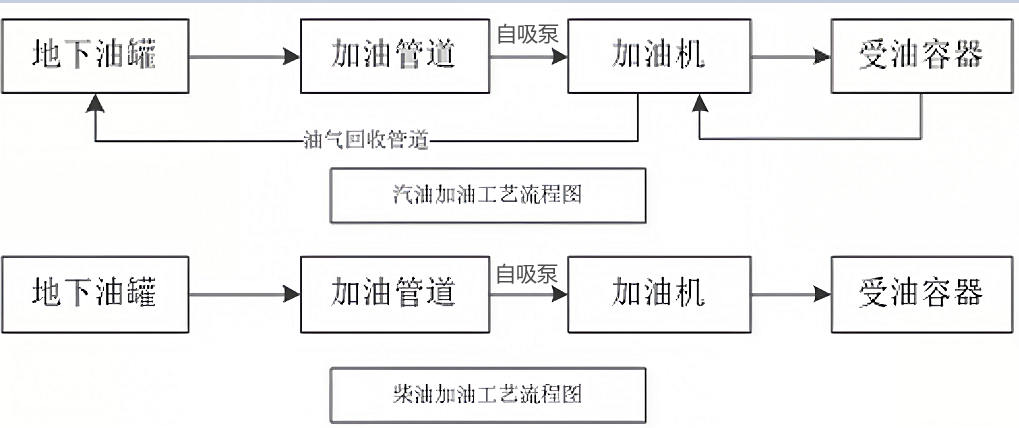 地下油罐
加油管道
自吸泵
加油机
受油容器
油气回收管道
汽油加油工艺流程图
地下油罐
加油管道
自吸泵
加油机
受油容器
柴油加油工艺流程图